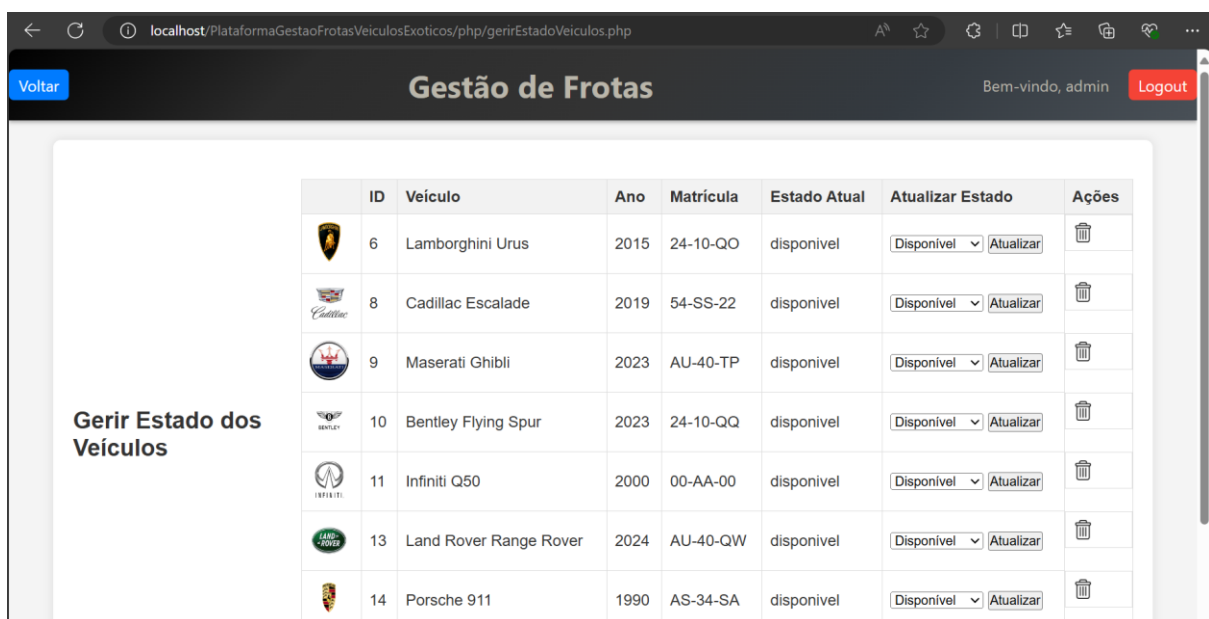 localhost/PlataformaGestaoFrotasVeiculosExoticos/php/gerirEstadoVeiculos.php
Voltar Gestão de Frotas Bem-vindo, admin Logout
ID Veículo Ano Matrícula Estado Atual Atualizar Estado Ações
6 Lamborghini Urus 2015 24-10-QO disponivel Disponível Atualizar
Cadillac 8 Cadillac Escalade 2019 54-SS-22 disponivel Disponível Atualizar
9 Maserati Ghibli 2023 AU-40-TP disponivel Disponível Atualizar
Gerir Estado dos
Veículos
BENTLEY 10 Bentley Flying Spur 2023 24-10-QQ disponivel Disponível Atualizar
INFINITI 11 Infiniti Q50 2000 00-AA-00 disponivel Disponível Atualizar
LAND-
-ROVER 13 Land Rover Range Rover 2024 AU-40-QW disponivel Disponível Atualizar
14 Porsche 911 1990 AS-34-SA disponivel Disponível Atualizar